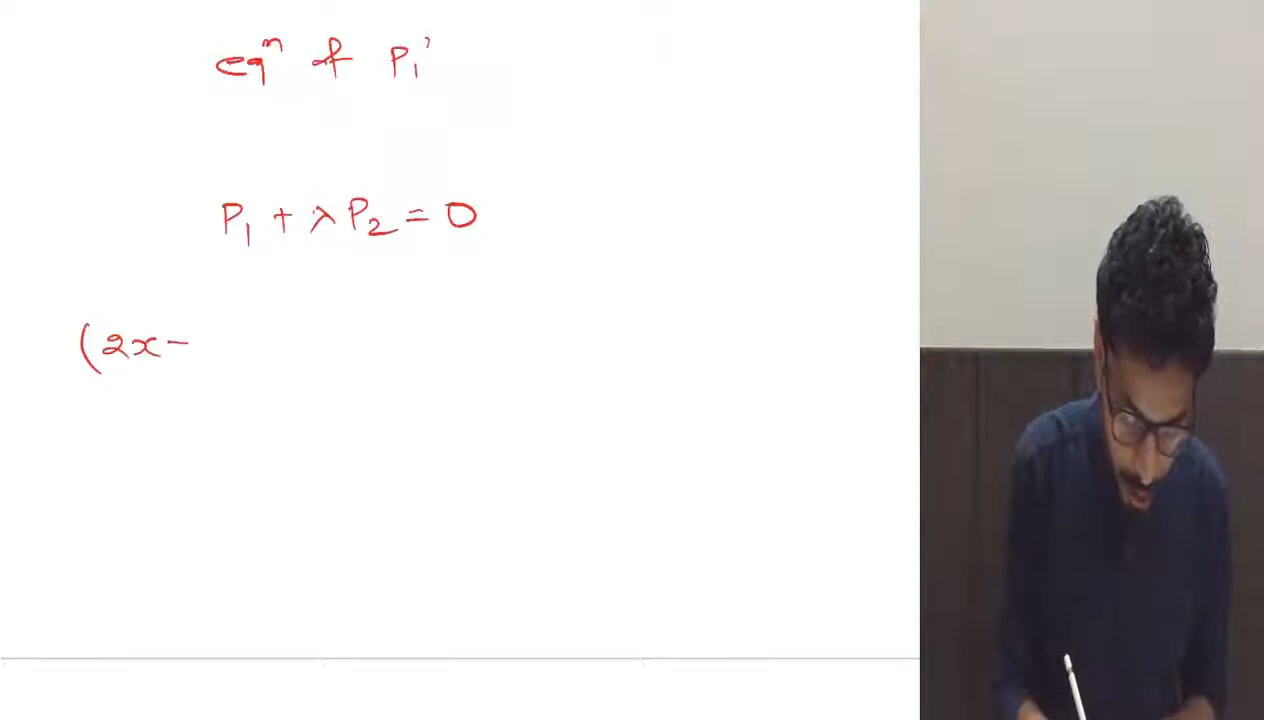 eqⁿ of P₁'
P₁ + λP₂ = 0
(2x -